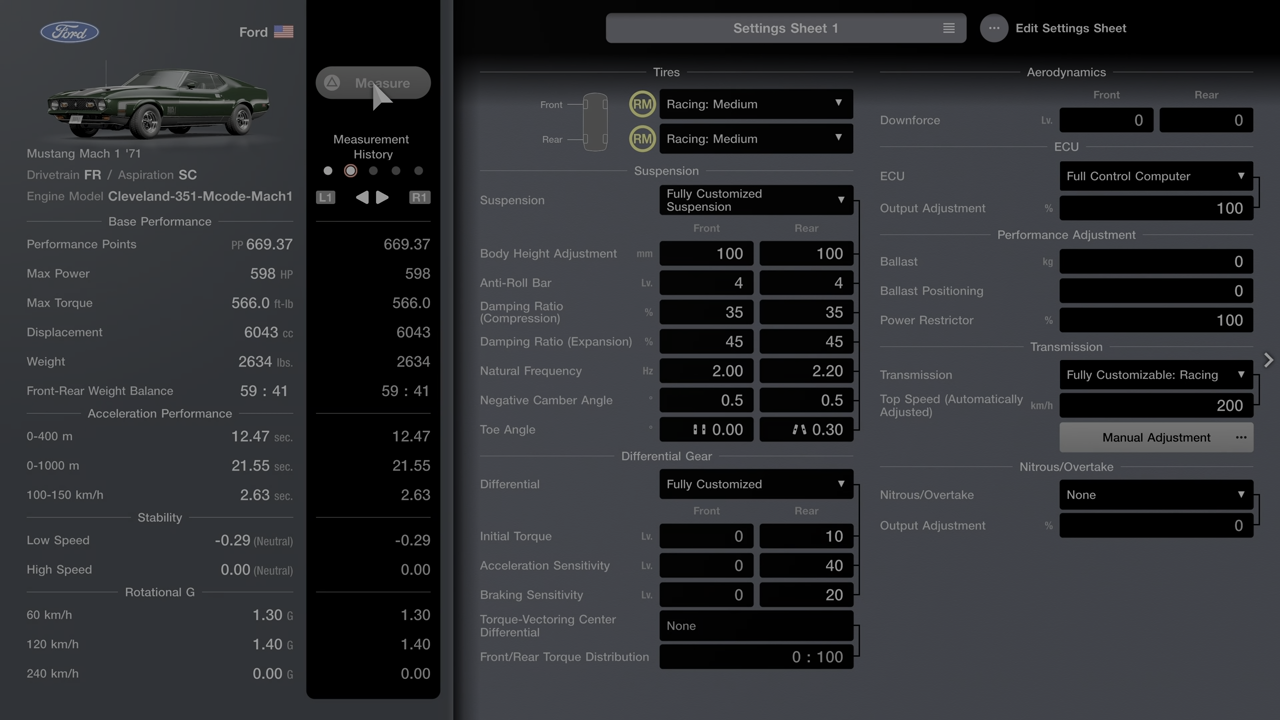 Ford
Ford
Mustang Mach 1 '71
Drivetrain FR / Aspiration SC
Engine Model Cleveland-351-Mcode-Mach1
Base Performance
Performance Points PP 669.37
Max Power 598 HP
Max Torque 566.0 ft-lb
Displacement 6043 cc
Weight 2634 lbs.
Front-Rear Weight Balance 59 : 41
Acceleration Performance
0-400 m 12.47 sec.
0-1000 m 21.55 sec.
100-150 km/h 2.63 sec.
Stability
Low Speed -0.29 (Neutral)
High Speed 0.00 (Neutral)
Rotational G
60 km/h 1.30 G
120 km/h 1.40 G
240 km/h 0.00 G
Measure
Measurement
History
L1 R1
669.37
598
566.0
6043
2634
59 : 41
12.47
21.55
2.63
-0.29
0.00
1.30
1.40
0.00
Settings Sheet 1
Edit Settings Sheet
Tires
Front RM Racing: Medium
Rear RM Racing: Medium
Suspension
Suspension Fully Customized
Suspension
Front Rear
Body Height Adjustment mm 100 100
Anti-Roll Bar Lv. 4 4
Damping Ratio
(Compression) % 35 35
Damping Ratio (Expansion) % 45 45
Natural Frequency Hz 2.00 2.20
Negative Camber Angle ° 0.5 0.5
Toe Angle ° 0.00 0.30
Differential Gear
Differential Fully Customized
Front Rear
Initial Torque Lv. 0 10
Acceleration Sensitivity Lv. 0 40
Braking Sensitivity Lv. 0 20
Torque-Vectoring Center
Differential None
Front/Rear Torque Distribution 0 : 100
Aerodynamics
Front Rear
Downforce Lv. 0 0
ECU
ECU Full Control Computer
Output Adjustment % 100
Performance Adjustment
Ballast kg 0
Ballast Positioning 0
Power Restrictor % 100
Transmission
Transmission Fully Customizable: Racing
Top Speed (Automatically
Adjusted) km/h 200
Manual Adjustment
Nitrous/Overtake
Nitrous/Overtake None
Output Adjustment % 0